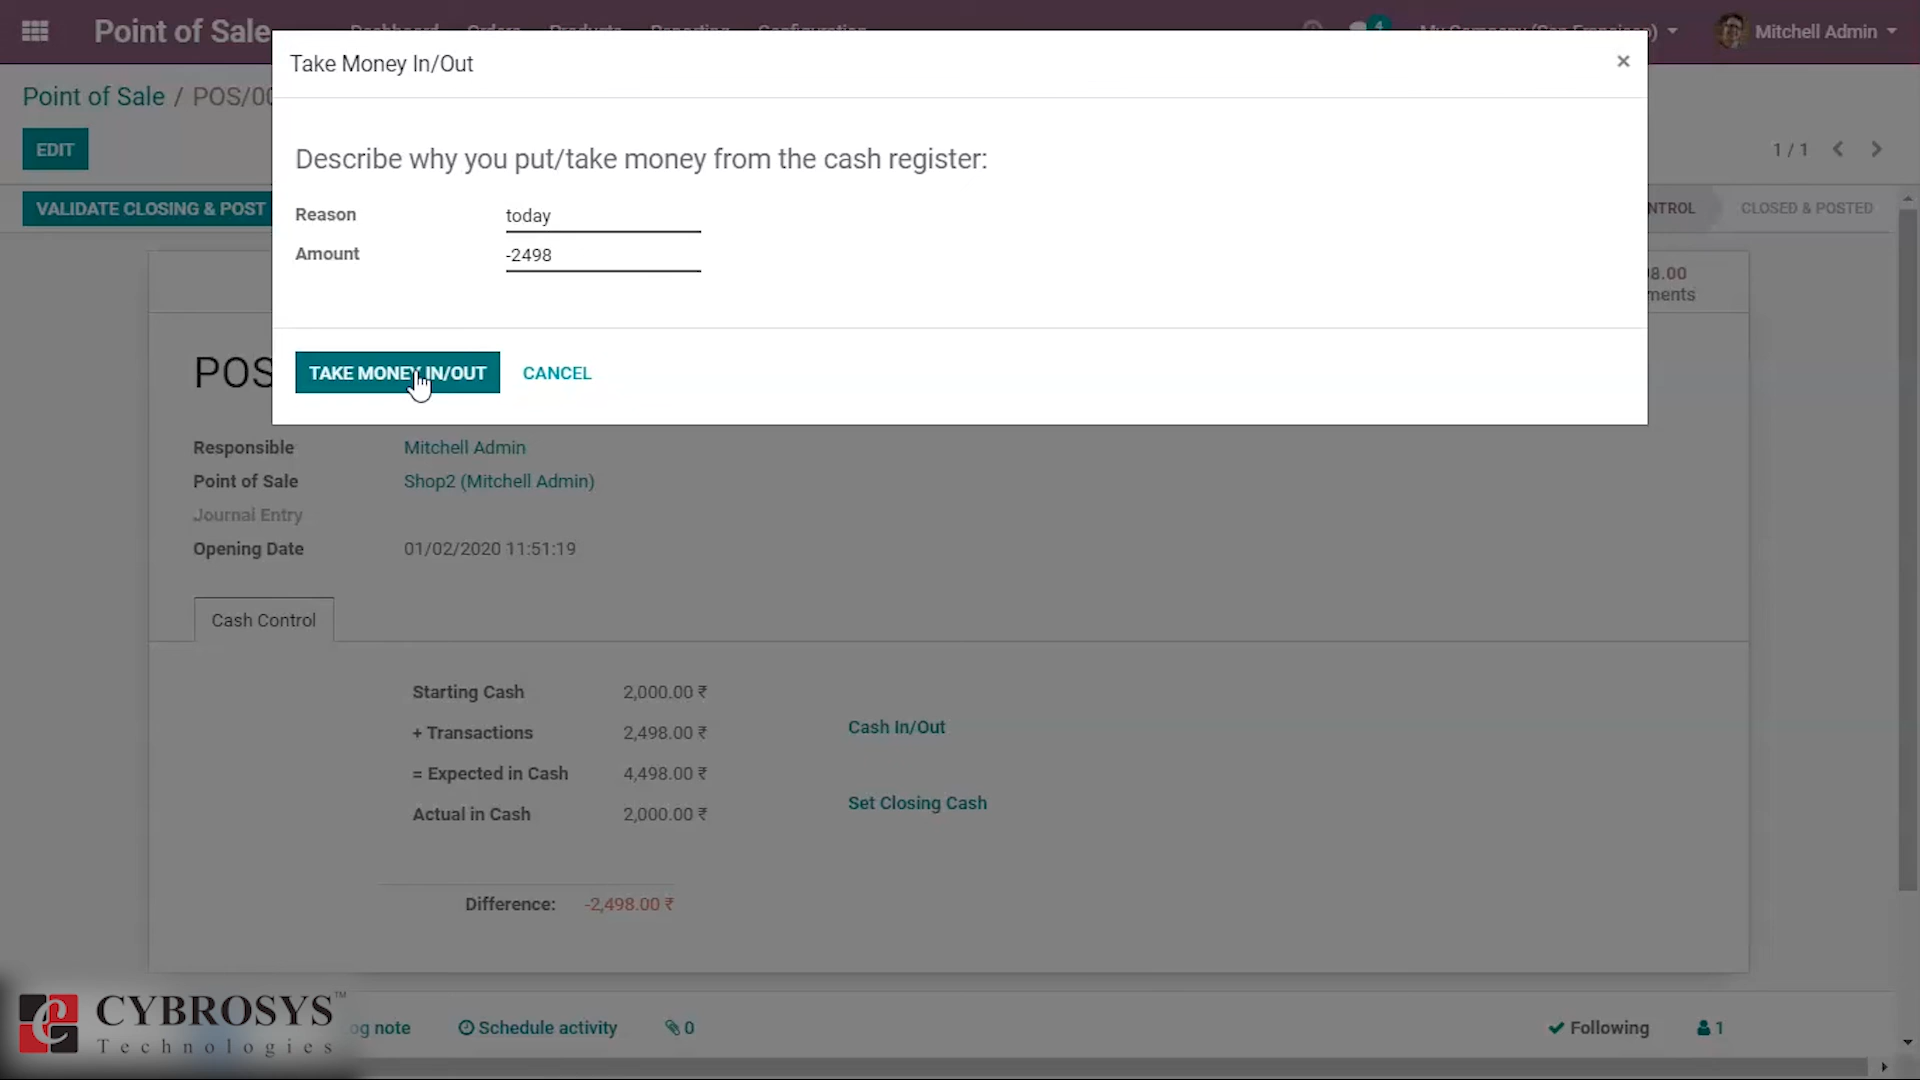 Point of Sale
4
Mitchell Admin
Take Money In/Out
×
Point of Sale / POS/00
EDIT
1 / 1
Describe why you put/take money from the cash register:
VALIDATE CLOSING & POST
Reason
today
NTROL
CLOSED & POSTED
Amount
-2498
8.00
ments
POS
TAKE MONEY IN/OUT
CANCEL
Responsible
Mitchell Admin
Point of Sale
Shop2 (Mitchell Admin)
Journal Entry
Opening Date
01/02/2020 11:51:19
Cash Control
Starting Cash
2,000.00 ₹
+ Transactions
2,498.00 ₹
Cash In/Out
= Expected in Cash
4,498.00 ₹
Actual in Cash
2,000.00 ₹
Set Closing Cash
Difference:
-2,498.00 ₹
CYBROSYS™
Technologies
og note
Schedule activity
0
Following
1